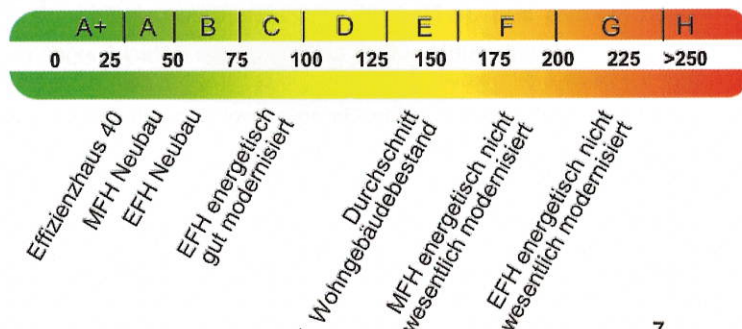 A+ A B C D E F G H
0 25 50 75 100 125 150 175 200 225 >250
Effizienzhaus 40
MFH Neubau
EFH Neubau
EFH energetisch
gut modernisiert
Durchschnitt
Wohngebäudebestand
MFH energetisch nicht
wesentlich modernisiert
EFH energetisch nicht
wesentlich modernisiert
7